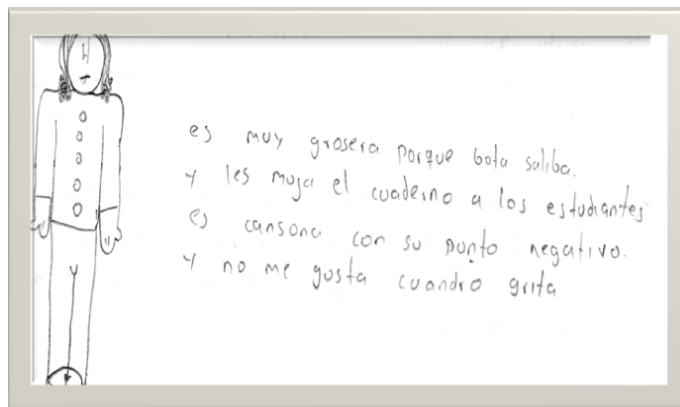 es muy grosera porque bota saliba.
y les moja el cuaderno a los estudiantes
es cansona con su punto negativo.
y no me gusta cuandro grita